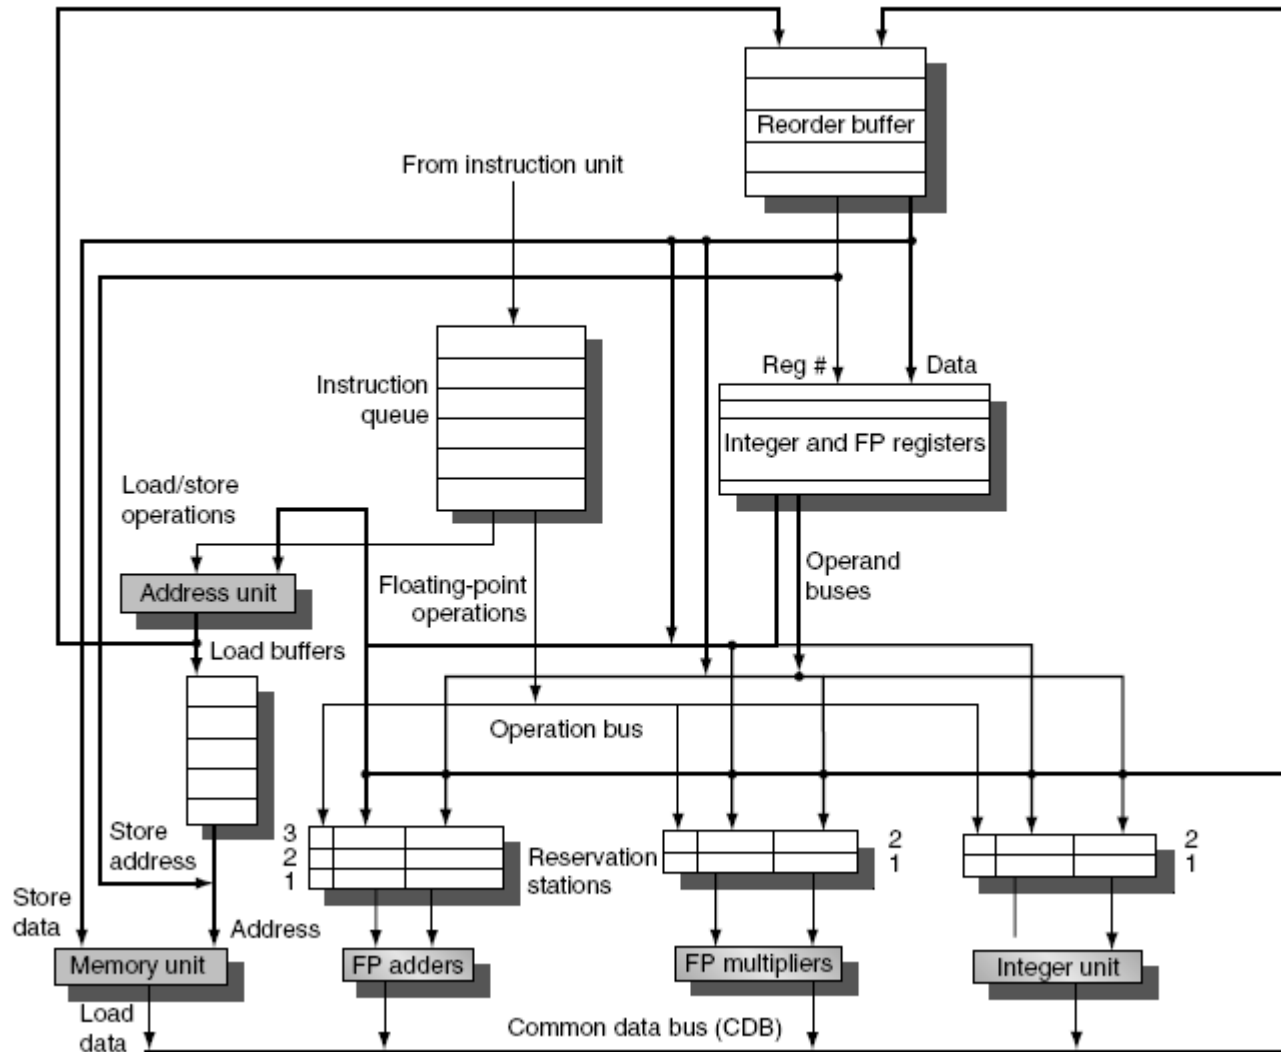 Reorder buffer
From instruction unit
Reg #
Data
Instruction
queue
Integer and FP registers
Load/store
operations
Address unit
Floating-point
operations
Operand
buses
Load buffers
Operation bus
Store
address
3
2
1
Reservation
stations
2
1
2
1
Store
data
Address
Memory unit
FP adders
FP multipliers
Integer unit
Load
data
Common data bus (CDB)